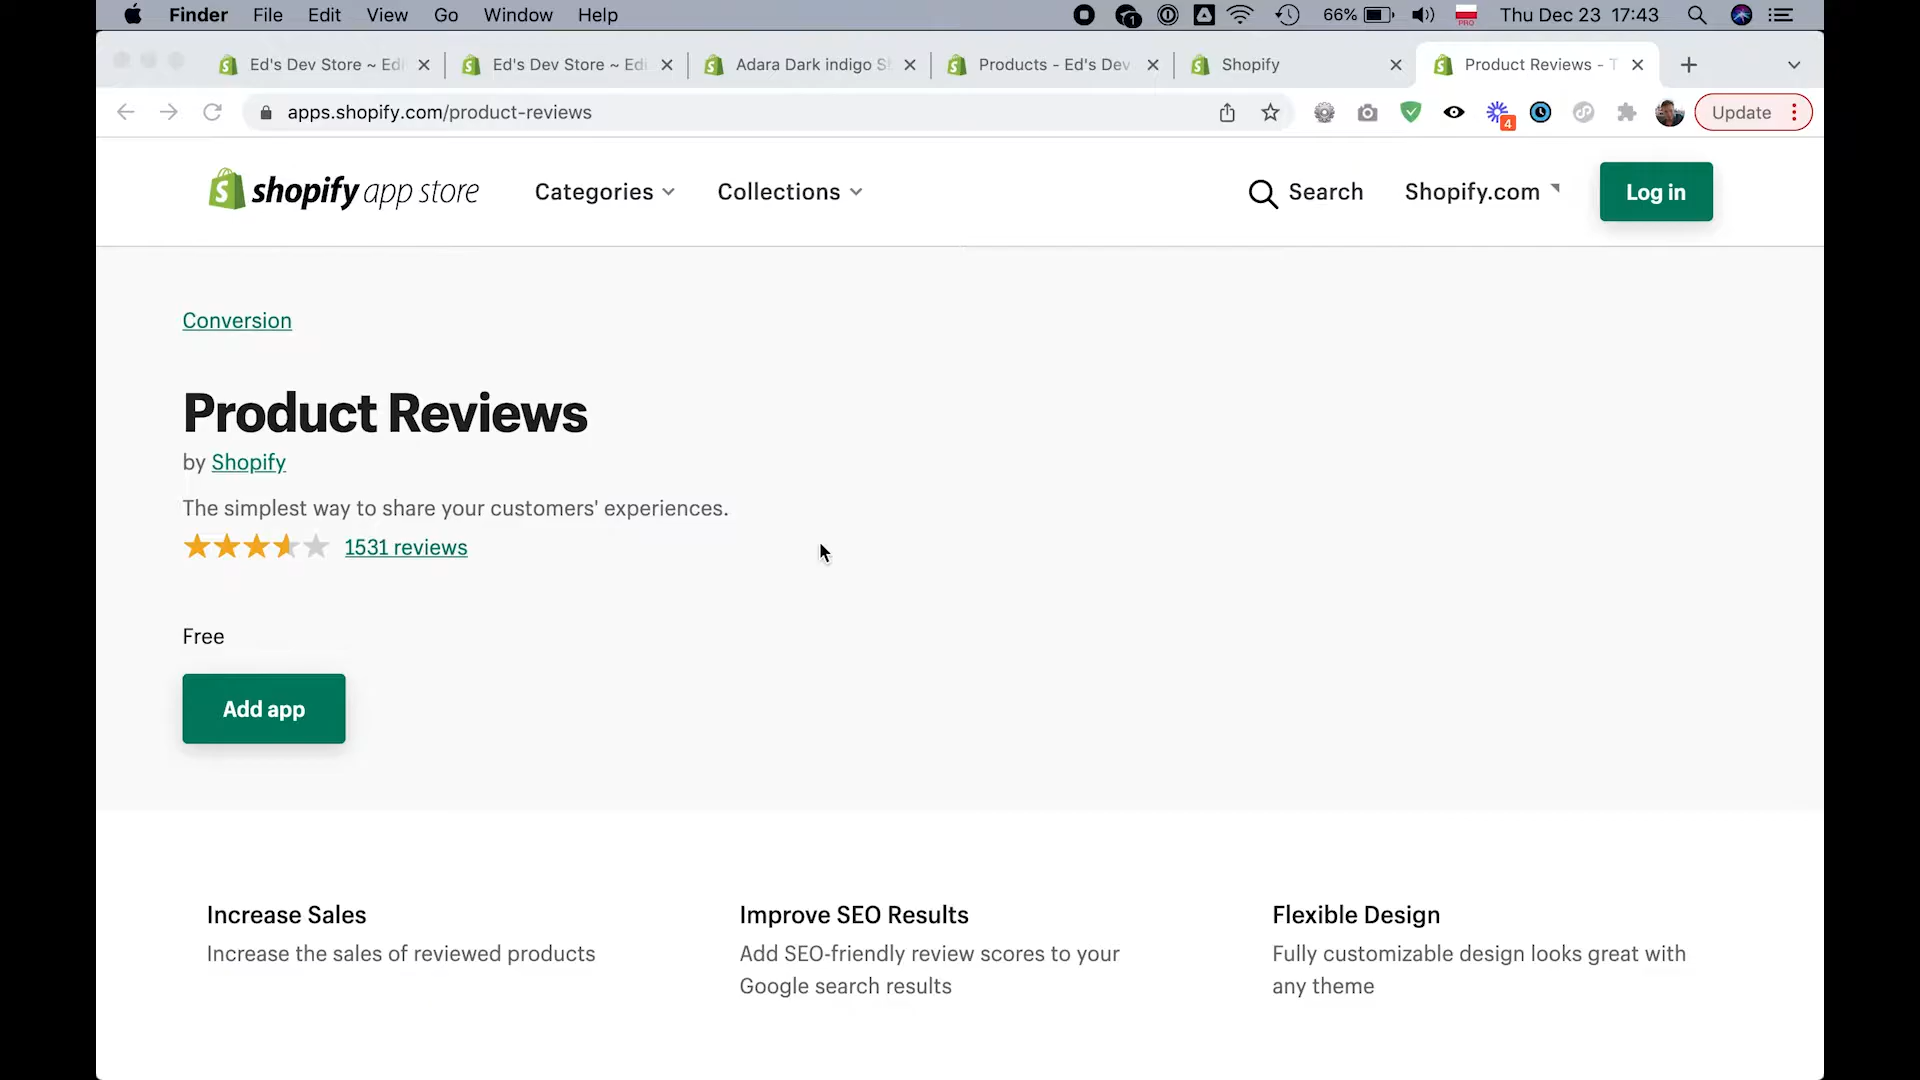 Finder File Edit View Go Window Help 1 66% PRO Thu Dec 23 17:43
Ed's Dev Store ~ Edi Ed's Dev Store ~ Edi Adara Dark indigo S Products - Ed's Dev Shopify Product Reviews - T
apps.shopify.com/product-reviews 4 Update
shopify app store Categories Collections Search Shopify.com Log in
Conversion
Product Reviews
by Shopify
The simplest way to share your customers' experiences.
1531 reviews
Free
Add app
Increase Sales
Increase the sales of reviewed products
Improve SEO Results
Add SEO-friendly review scores to your
Google search results
Flexible Design
Fully customizable design looks great with
any theme